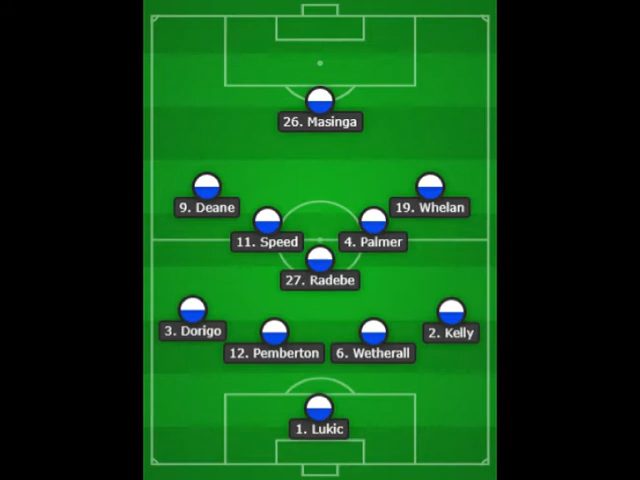 26. Masinga
9. Deane
19. Whelan
11. Speed
4. Palmer
27. Radebe
3. Dorigo
2. Kelly
12. Pemberton
6. Wetherall
1. Lukic